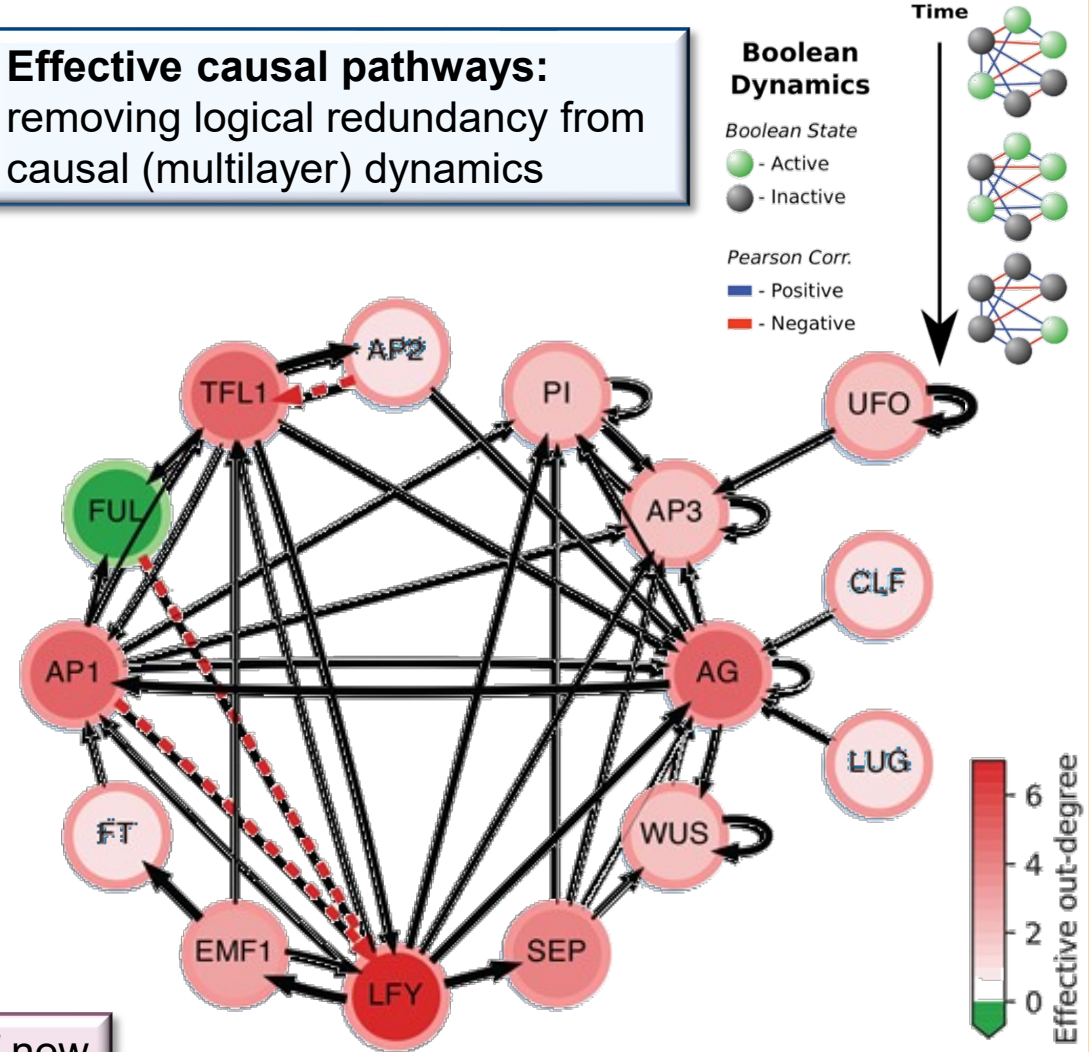 Time
Effective causal pathways:
removing logical redundancy from
causal (multilayer) dynamics
Boolean
Dynamics
Boolean State
- Active
- Inactive
Pearson Corr.
- Positive
- Negative
AP2
TFL1
PI
UFO
FUL
AP3
CLF
AP1
AG
LUG
FT
WUS
EMF1
SEP
LFY
6
4
2
0
Effective out-degree
now